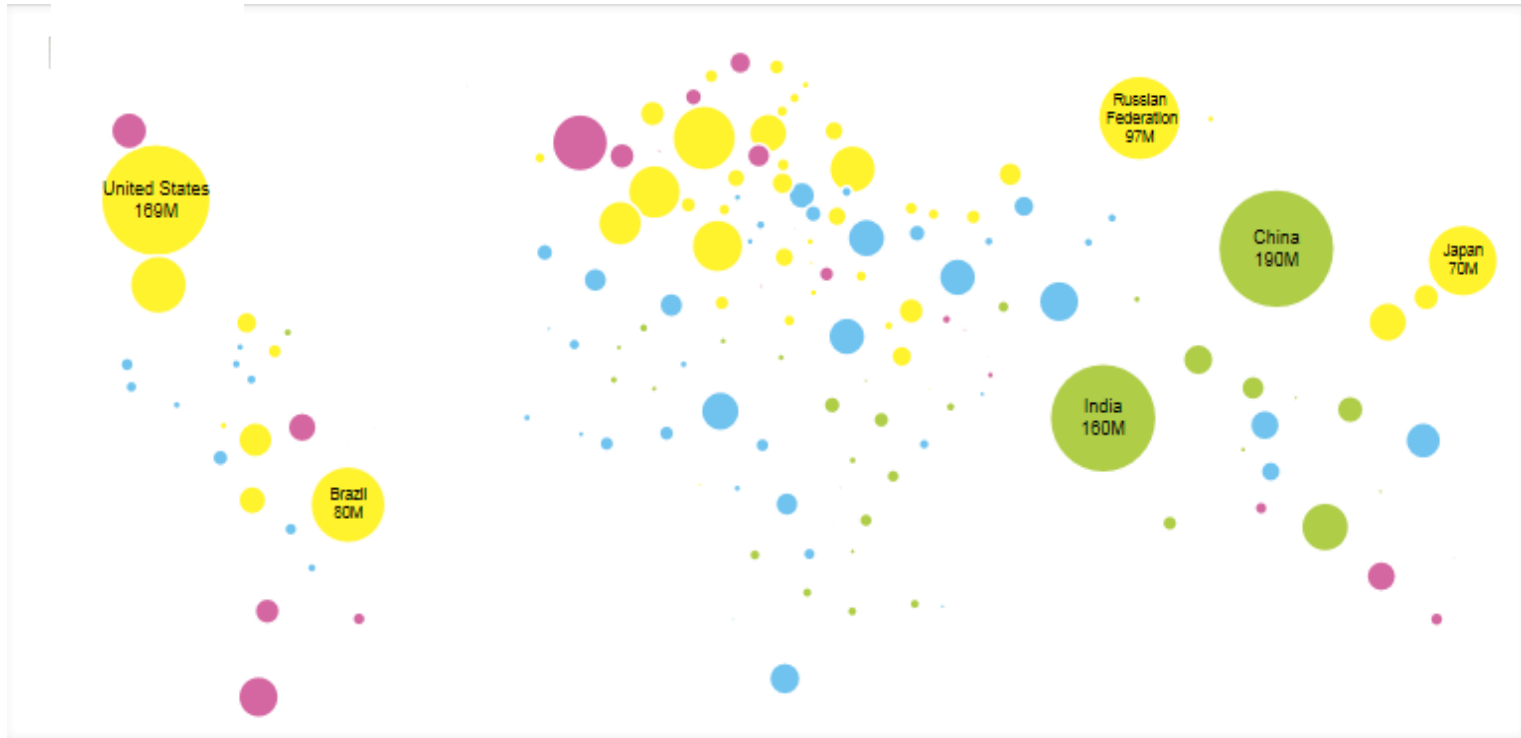 Russian
Federation
97M
United States
169M
China
190M
Japan
70M
India
160M
Brazil
80M